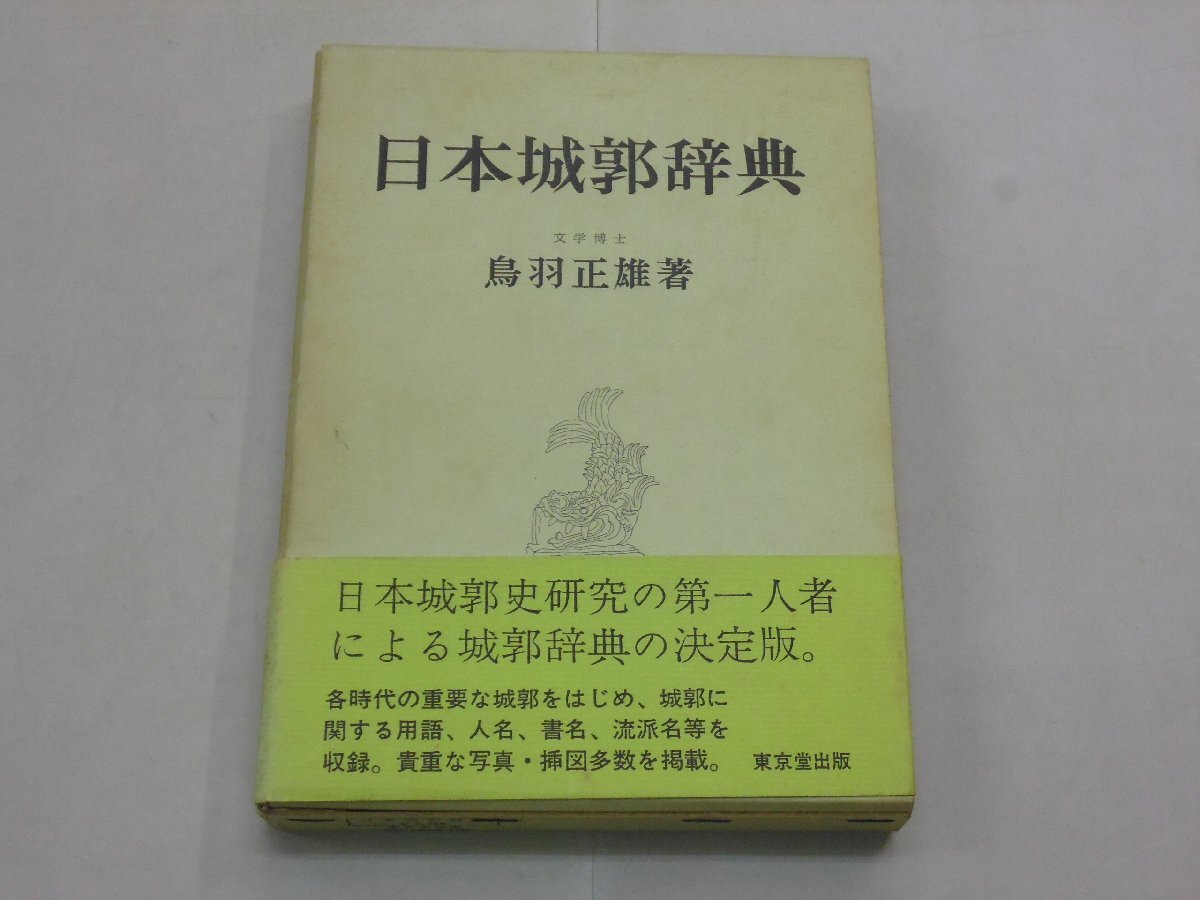 日本城郭辞典
文学博士
鳥羽正雄著
日本城郭史研究の第一人者
による城郭辞典の決定版。
各時代の重要な城郭をはじめ、城郭に
関する用語、人名、書名、流派名等を
収録。貴重な写真・挿図多数を掲載。 東京堂出版